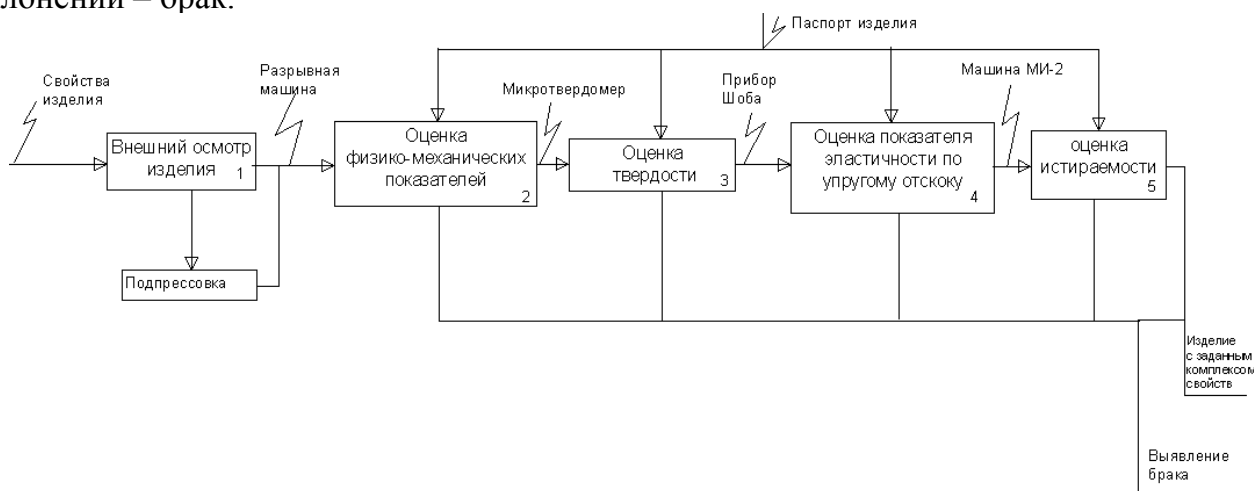 лонений – брак.
Паспорт изделия
Свойства
изделия
Разрывная
машина
Микротвердомер
Прибор
Шоба
Машина МИ-2
Внешний осмотр
изделия 1
Оценка
физико-механических
показателей 2
Оценка
твердости 3
Оценка показателя
эластичности по
упругому отскоку 4
оценка
истираемости 5
Подпрессовка
Изделие
с заданным
комплексом
свойств
Выявление
брака